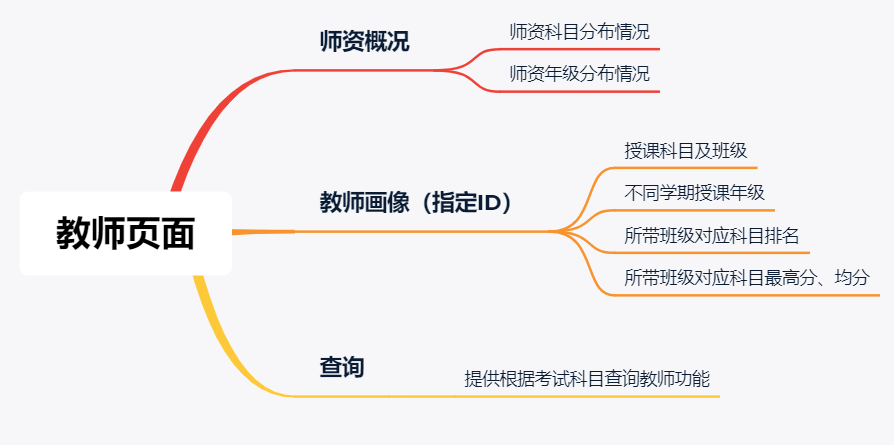 教师页面
师资概况
师资科目分布情况
师资年级分布情况
教师画像（指定ID）
授课科目及班级
不同学期授课年级
所带班级对应科目排名
所带班级对应科目最高分、均分
查询
提供根据考试科目查询教师功能